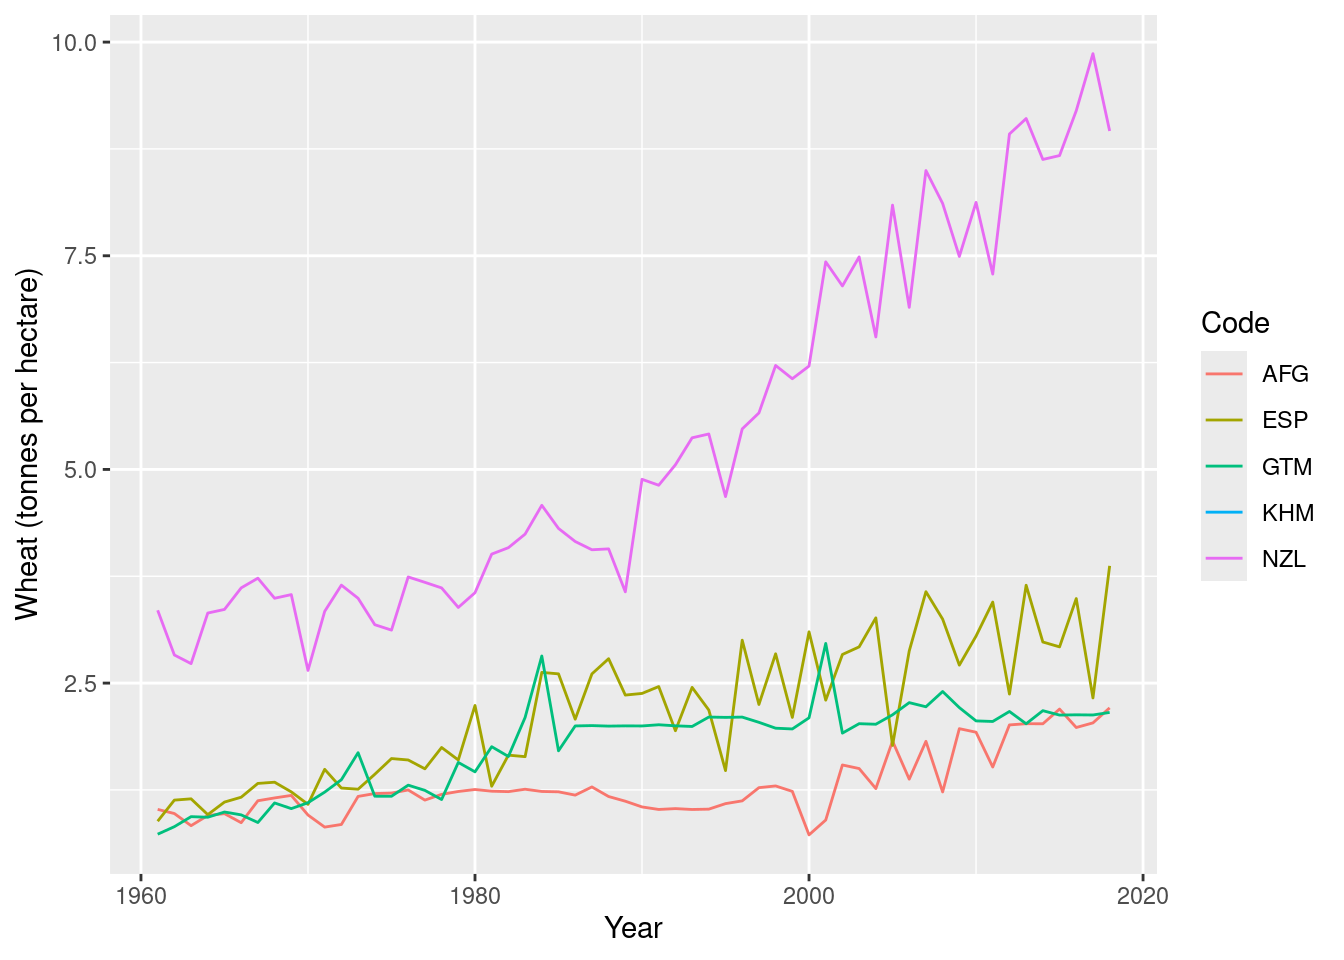 10.0
7.5
5.0
2.5
Wheat (tonnes per hectare)
1960
1980
2000
2020
Year
Code
AFG
ESP
GTM
KHM
NZL